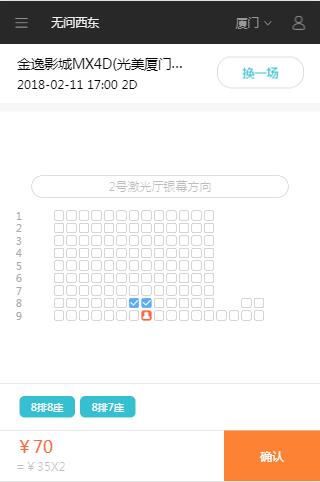 无问西东
厦门
金逸影城MX4D(光美厦门...
2018-02-11 17:00 2D
换一场
2号激光厅银幕方向
1
2
3
4
5
6
7
8
9
8排8座 8排7座
￥70
=￥35X2
确认